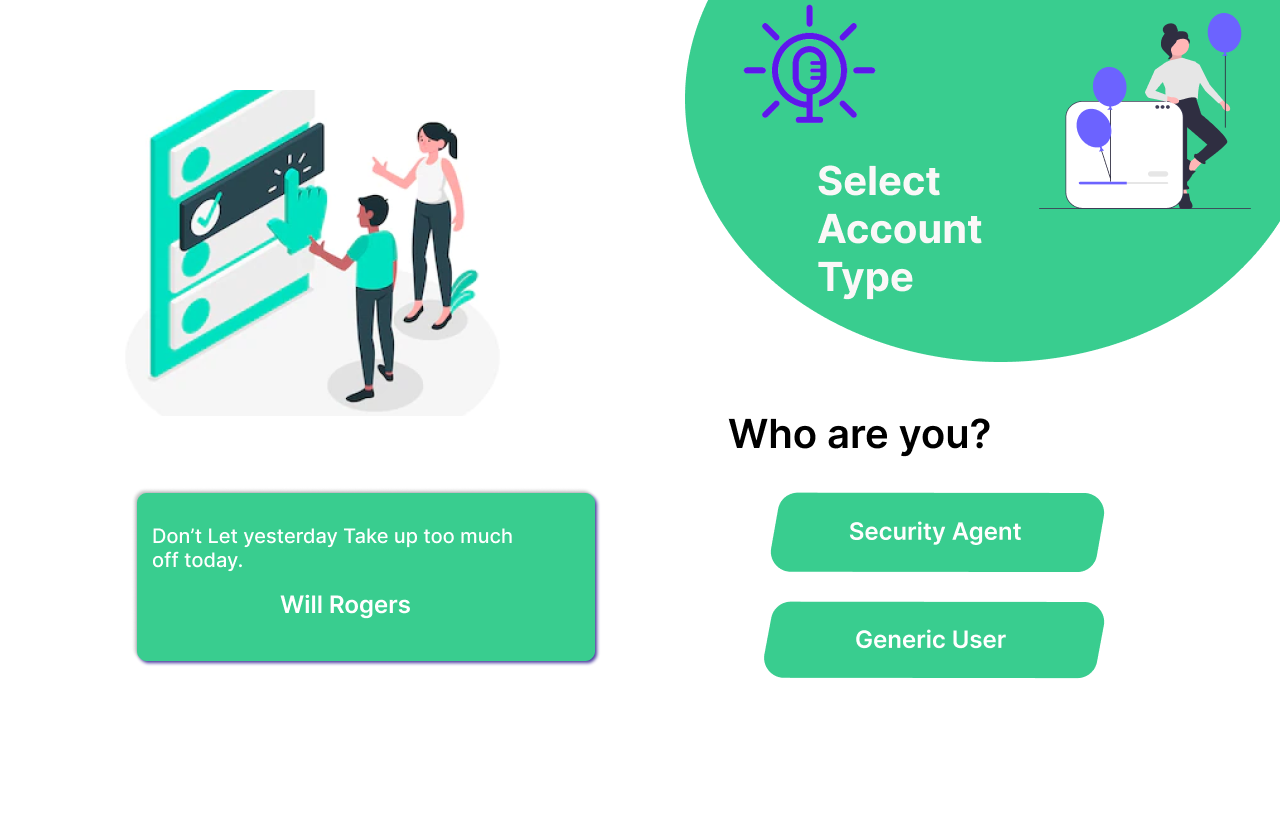 Select
Account
Type
Who are you?
Don’t Let yesterday Take up too much
off today.
Will Rogers
Security Agent
Generic User